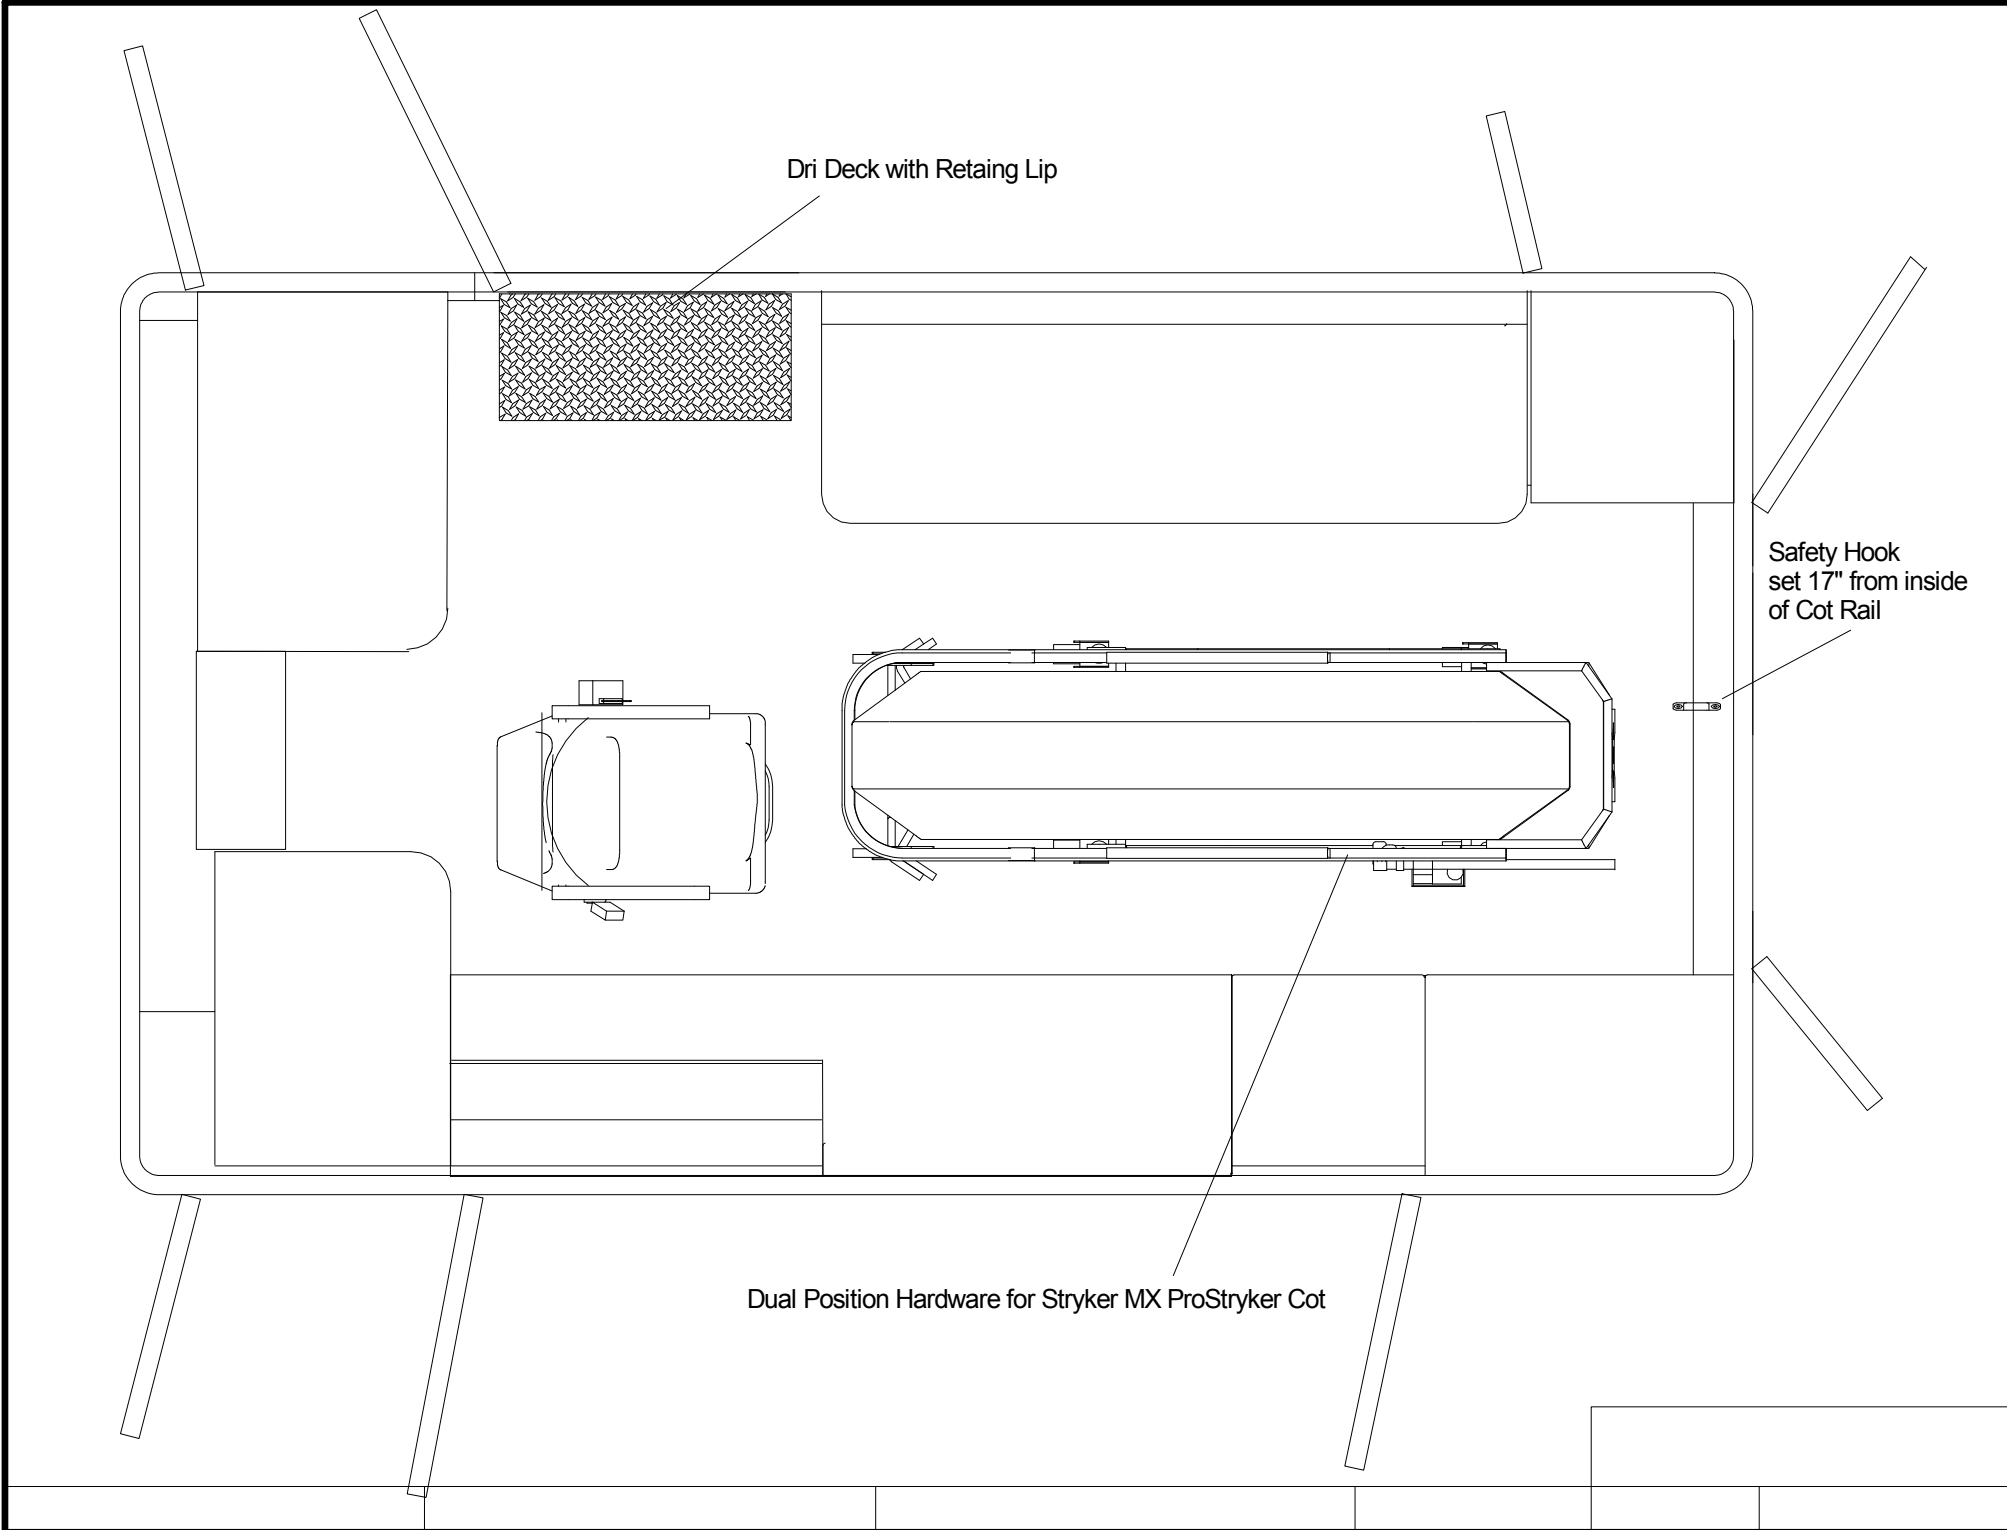 Dri Deck with Retaing Lip
Safety Hook
set 17" from inside
of Cot Rail
Dual Position Hardware for Stryker MX ProStryker Cot